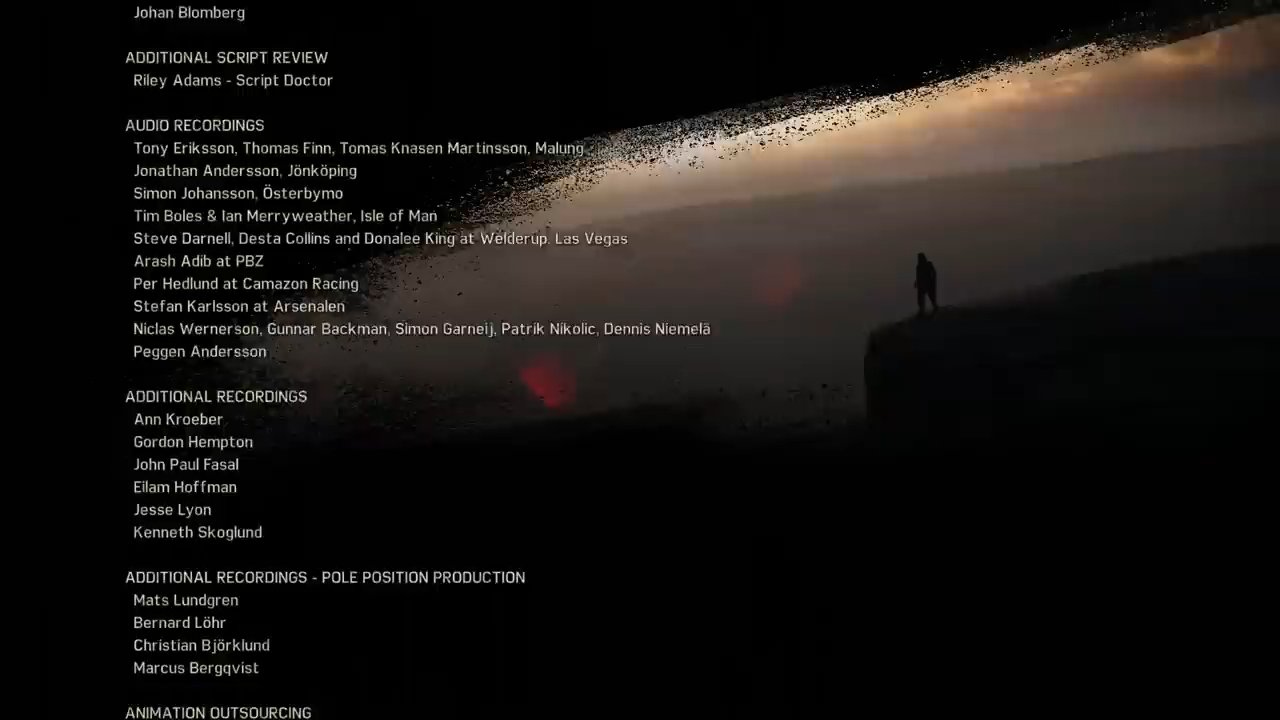 Johan Blomberg
ADDITIONAL SCRIPT REVIEW
Riley Adams - Script Doctor
AUDIO RECORDINGS
Tony Eriksson, Thomas Finn, Tomas Knasen Martinsson, Malung
Jonathan Andersson, Jönköping
Simon Johansson, Österbymo
Tim Boles & Ian Merryweather, Isle of Man
Steve Darnell, Desta Collins and Donalee King at Welderup, Las Vegas
Arash Adib at PBZ
Per Hedlund at Camazon Racing
Stefan Karlsson at Arsenalen
Niclas Wernerson, Gunnar Backman, Simon Garneij, Patrik Nikolic, Dennis Niemelä
Peggen Andersson
ADDITIONAL RECORDINGS
Ann Kroeber
Gordon Hempton
John Paul Fasal
Eilam Hoffman
Jesse Lyon
Kenneth Skoglund
ADDITIONAL RECORDINGS - POLE POSITION PRODUCTION
Mats Lundgren
Bernard Löhr
Christian Björklund
Marcus Bergqvist
ANIMATION OUTSOURCING